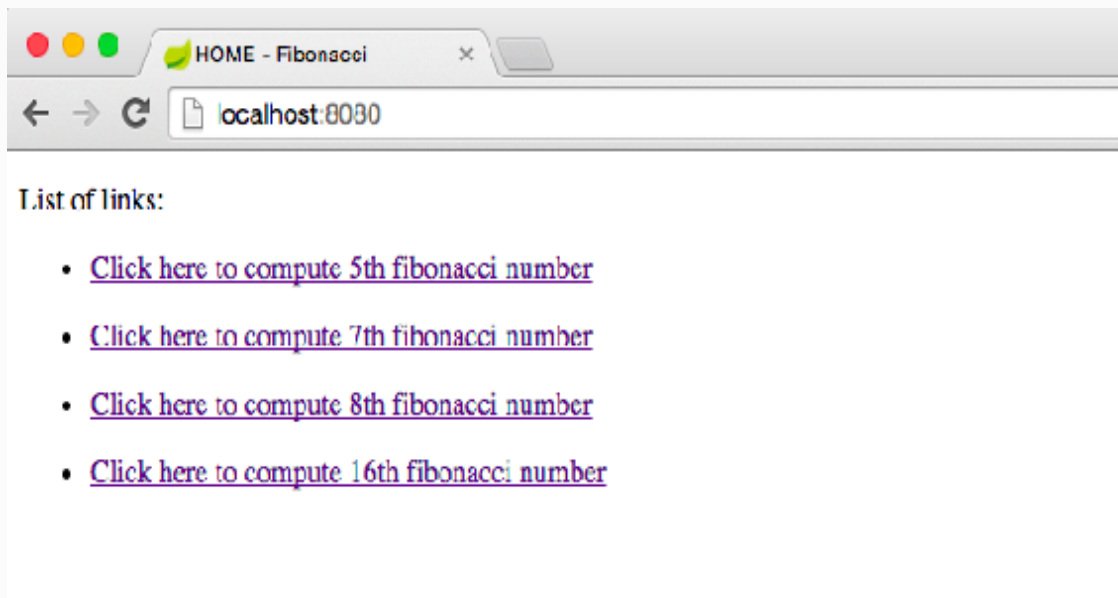 HOME - Fibonacci
localhost:8080
List of links:
Click here to compute 5th fibonacci number
Click here to compute 7th fibonacci number
Click here to compute 8th fibonacci number
Click here to compute 16th fibonacci number